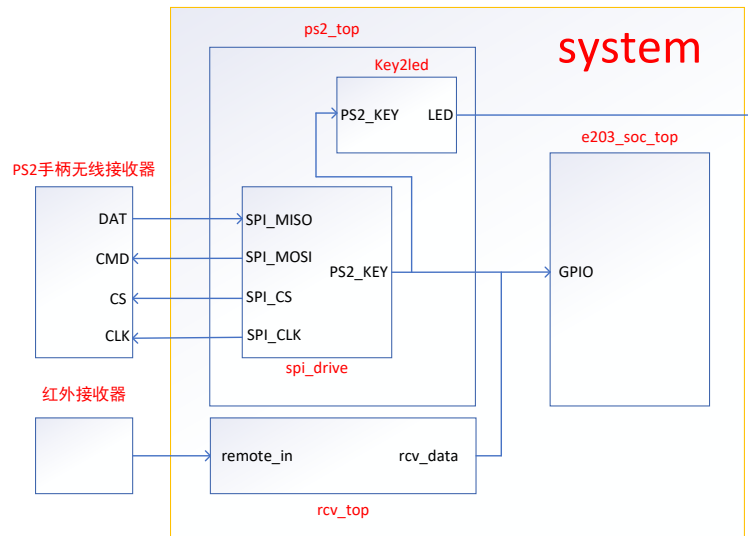 ps2_top
system
Key2led
PS2_KEY
LED
e203_soc_top
PS2手柄无线接收器
DAT
SPI_MISO
CMD
SPI_MOSI
PS2_KEY
GPIO
CS
SPI_CS
CLK
SPI_CLK
spi_drive
红外接收器
remote_in
rcv_data
rcv_top